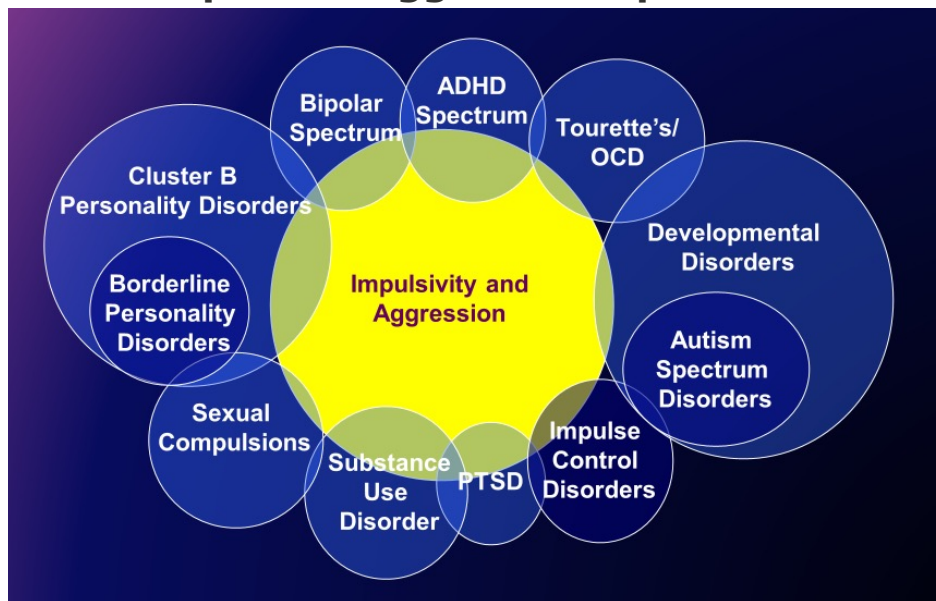 Bipolar
Spectrum
ADHD
Spectrum
Tourette's/
OCD
Cluster B
Personality Disorders
Developmental
Disorders
Borderline
Personality
Disorders
Impulsivity and
Aggression
Autism
Spectrum
Disorders
Sexual
Compulsions
Substance
Use
Disorder
PTSD
Impulse
Control
Disorders